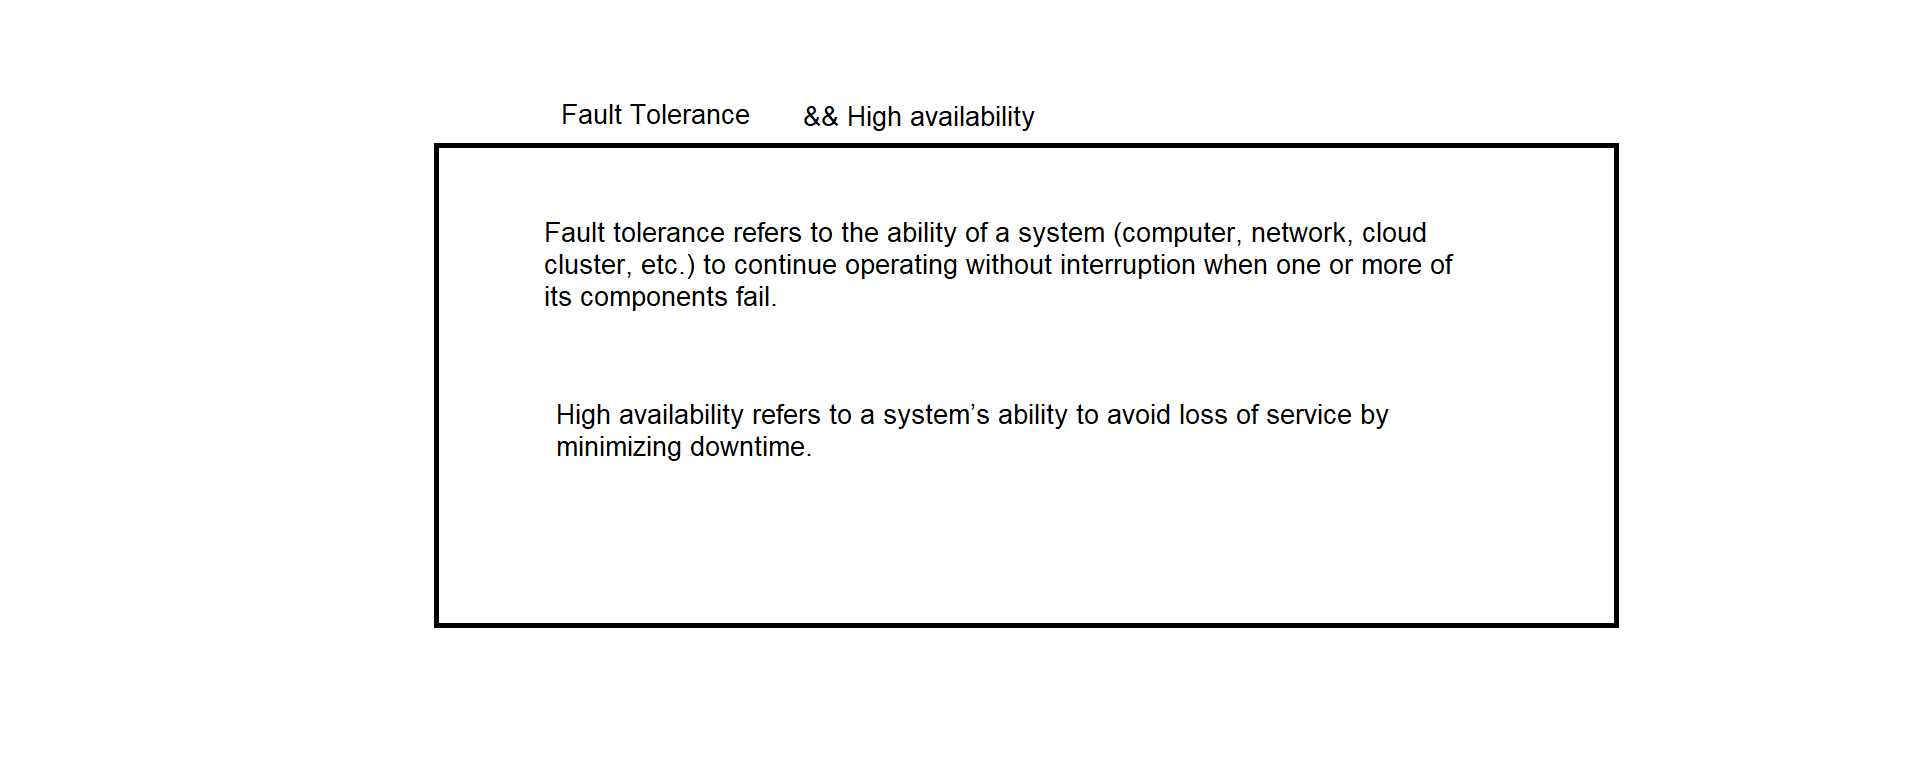 Fault Tolerance && High availability
Fault tolerance refers to the ability of a system (computer, network, cloud
cluster, etc.) to continue operating without interruption when one or more of
its components fail.
High availability refers to a system’s ability to avoid loss of service by
minimizing downtime.